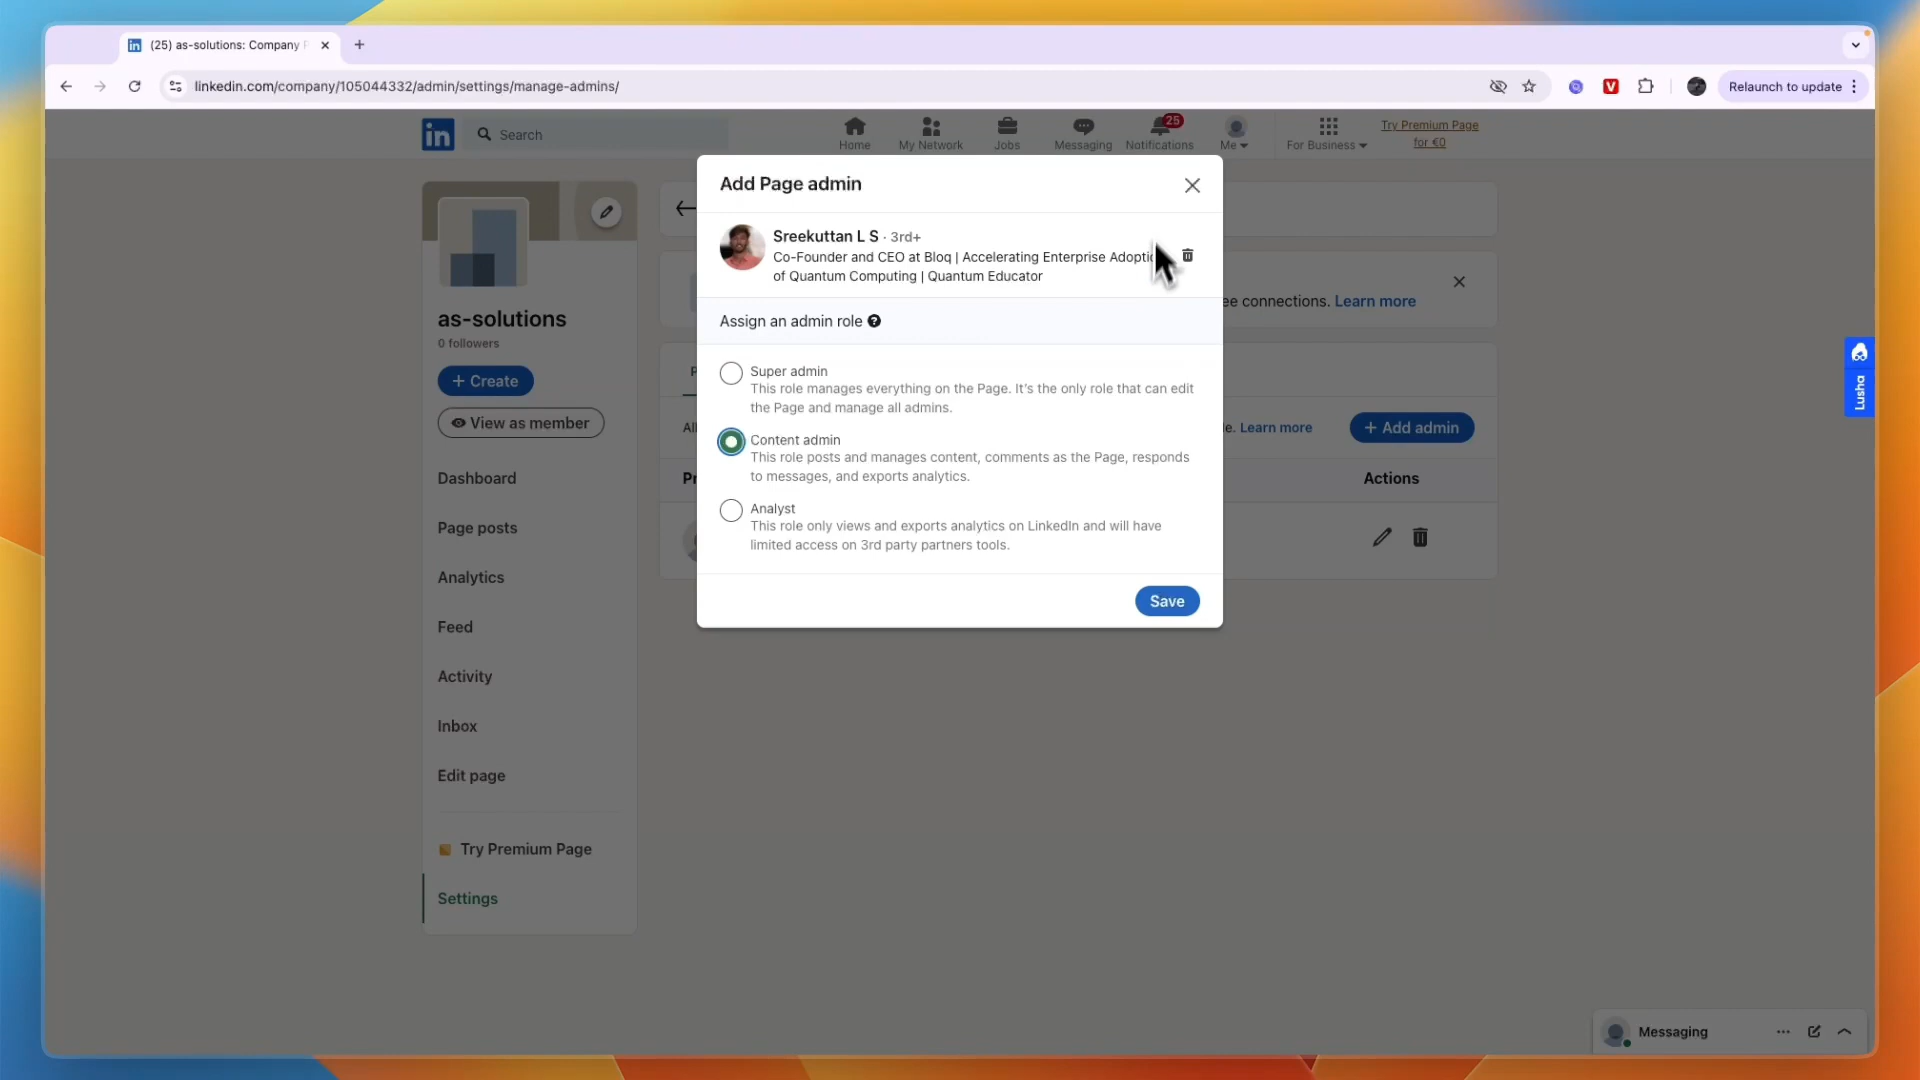 (25) as-solutions: Company
linkedin.com/company/105044332/admin/settings/manage-admins/
Relaunch to update
in
Search
Home
My Network
Jobs
Messaging
25
Notifications
Me
For Business
Try Premium Page
for €0
Add Page admin
Sreekuttan L S · 3rd+
Co-Founder and CEO at Bloq | Accelerating Enterprise
of Quantum Computing | Quantum Educator
Assign an admin role
Super admin
This role manages everything on the Page. It's the only role that can edit
the Page and manage all admins.
Content admin
This role posts and manages content, comments as the Page, responds
to messages, and exports analytics.
Analyst
This role only views and exports analytics on LinkedIn and will have
limited access on 3rd party partners tools.
Save
as-solutions
0 followers
+ Create
View as member
Dashboard
Page posts
Analytics
Feed
Activity
Inbox
Edit page
Try Premium Page
Settings
connections. Learn more
Learn more
+ Add admin
Actions
Lusha
Messaging